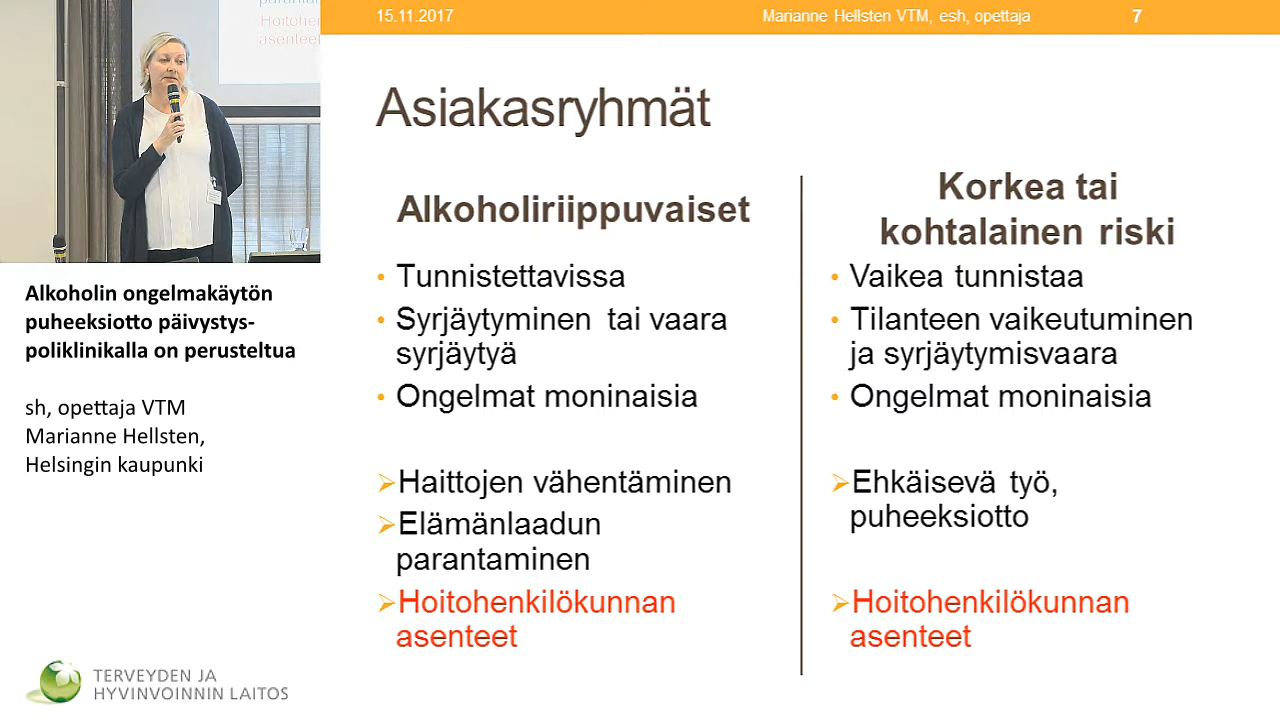 15.11.2017
Marianne Hellsten VTM, esh, opettaja
7
Hoitohen
asenteet
Asiakasryhmät
Alkoholiriippuvaiset
• Tunnistettavissa
• Syrjäytyminen tai vaara
syrjäytyä
• Ongelmat moninaisia
Haittojen vähentäminen
Elämänlaadun
parantaminen
Hoitohenkilökunnan
asenteet
Korkea tai
kohtalainen riski
• Vaikea tunnistaa
• Tilanteen vaikeutuminen
ja syrjäytymisvaara
• Ongelmat moninaisia
Ehkäisevä työ,
puheeksiotto
Hoitohenkilökunnan
asenteet
Alkoholin ongelmakäytön
puheeksiotto päivystys-
poliklinikalla on perusteltua
sh, opettaja VTM
Marianne Hellsten,
Helsingin kaupunki
TERVEYDEN JA
HYVINVOINNIN LAITOS